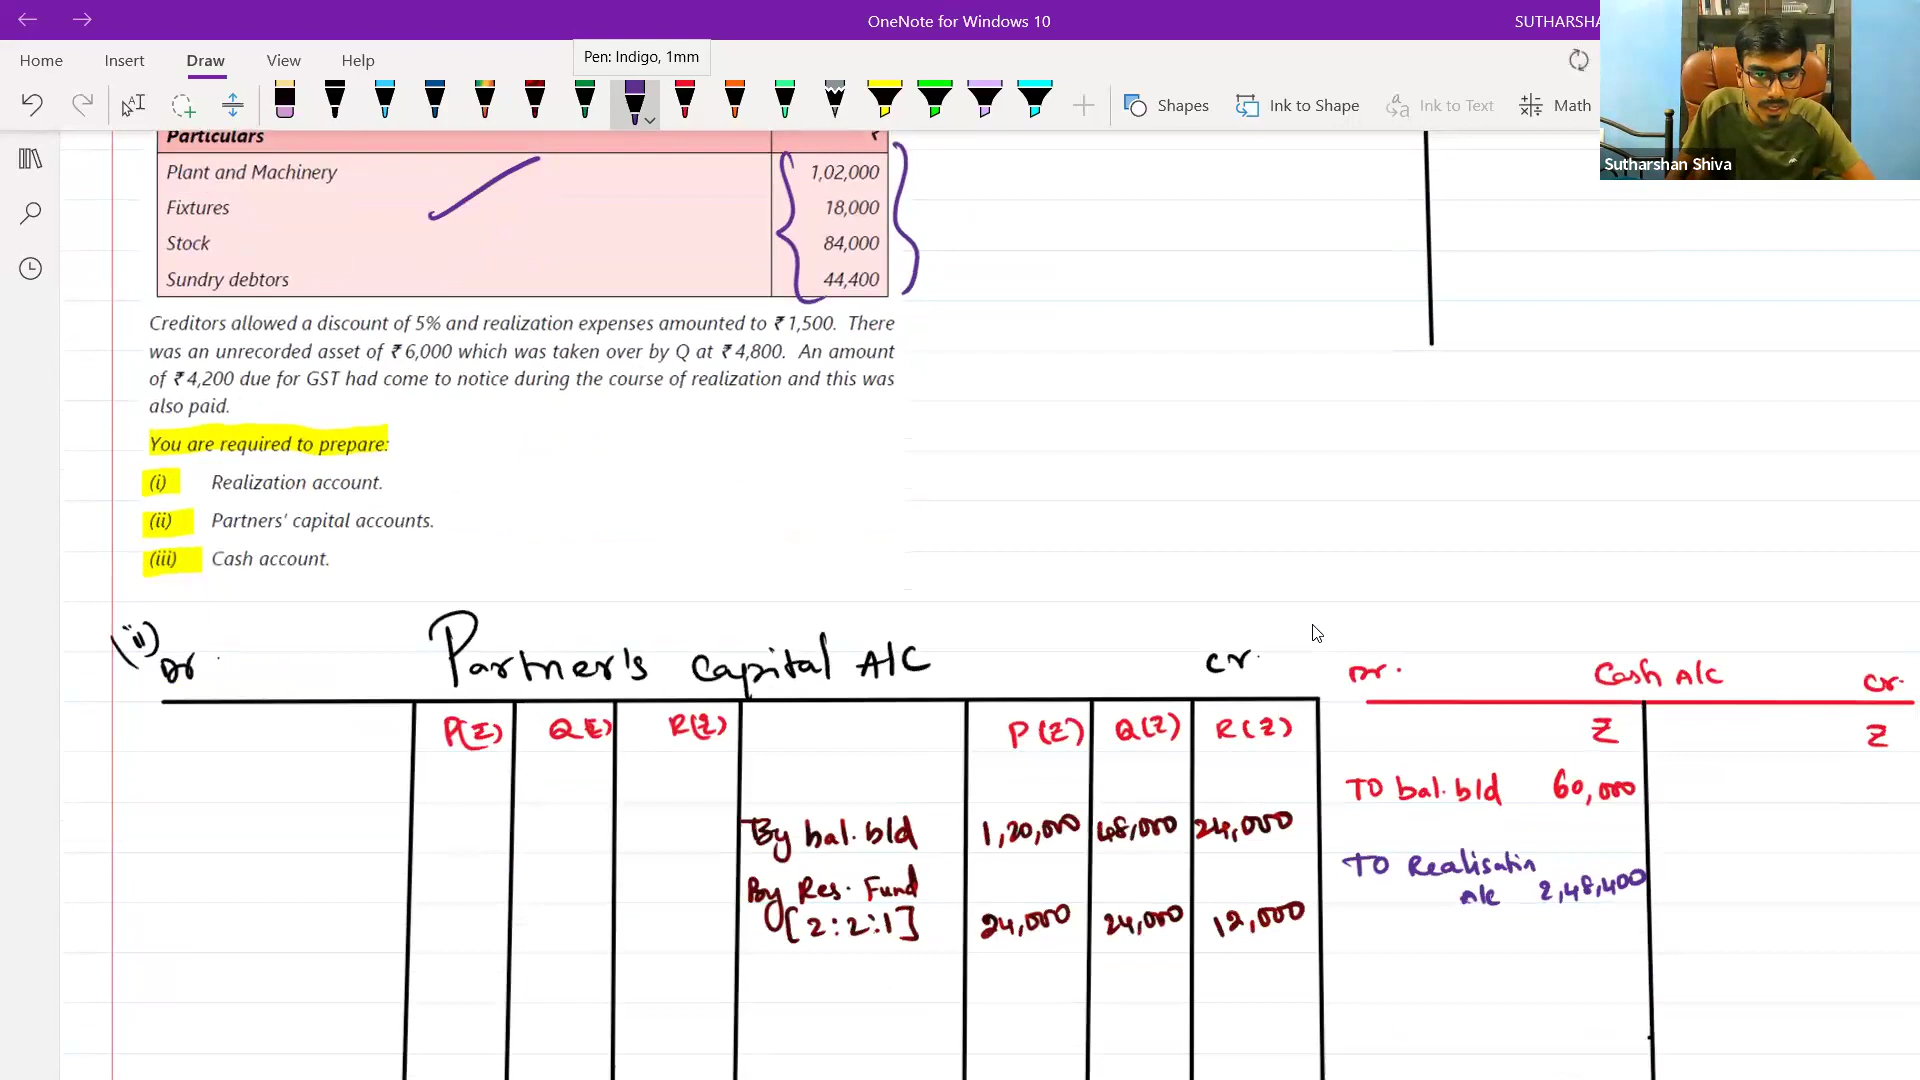 OneNote for Windows 10
SUTHARSHA
Home Insert Draw View Help
Pen: Indigo, 1mm
Shapes Ink to Shape Ink to Text Math
Sutharshan Shiva
Particulars ₹
Plant and Machinery 1,02,000
Fixtures 18,000
Stock 84,000
Sundry debtors 44,400
Creditors allowed a discount of 5% and realization expenses amounted to ₹ 1,500. There
was an unrecorded asset of ₹ 6,000 which was taken over by Q at ₹ 4,800. An amount
of ₹ 4,200 due for GST had come to notice during the course of realization and this was
also paid.
You are required to prepare:
(i) Realization account.
(ii) Partners' capital accounts.
(iii) Cash account.
(ii) Dr Partner's Capital A/C Cr.
P(₹) Q(₹) R(₹) P(₹) Q(₹) R(₹)
By bal. b/d 1,20,000 48,000 24,000
By Res. Fund
[2:2:1] 24,000 24,000 12,000
Dr. Cash A/C Cr.
₹ ₹
To bal. b/d 60,000
To Realisatin
A/c 2,48,400